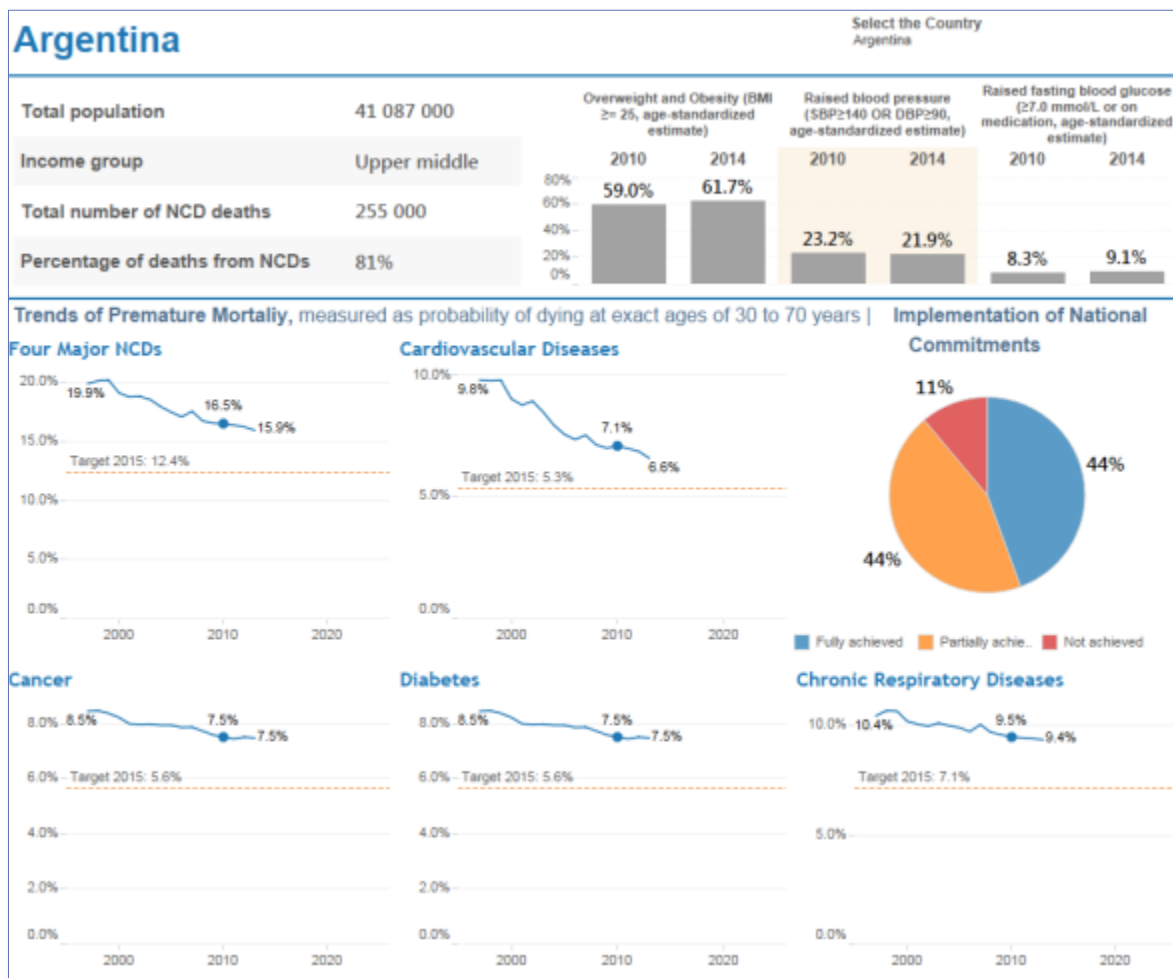 Argentina
Select the Country
Argentina
Total population 41 087 000
Income group Upper middle
Total number of NCD deaths 255 000
Percentage of deaths from NCDs 81%
Overweight and Obesity (BMI
>= 25, age-standardized
estimate)
2010 2014
80%
60%
40%
20%
0%
59.0% 61.7%
Raised blood pressure
(SBP≥140 OR DBP≥90,
age-standardized estimate)
2010 2014
23.2% 21.9%
Raised fasting blood glucose
(≥7.0 mmol/L or on
medication, age-standardized
estimate)
2010 2014
8.3% 9.1%
Trends of Premature Mortaliy, measured as probability of dying at exact ages of 30 to 70 years |
Four Major NCDs
20.0%
15.0%
10.0%
5.0%
0.0%
19.9%
16.5%
15.9%
Target 2015: 12.4%
2000 2010 2020
Cardiovascular Diseases
10.0%
5.0%
0.0%
9.8%
7.1%
6.6%
Target 2015: 5.3%
2000 2010 2020
Implementation of National
Commitments
11%
44%
44%
Fully achieved Partially achie.. Not achieved
Cancer
8.0%
6.0%
4.0%
2.0%
0.0%
8.5%
7.5%
7.5%
Target 2015: 5.6%
2000 2010 2020
Diabetes
8.0%
6.0%
4.0%
2.0%
0.0%
8.5%
7.5%
7.5%
Target 2015: 5.6%
2000 2010 2020
Chronic Respiratory Diseases
10.0%
5.0%
0.0%
10.4%
9.5%
9.4%
Target 2015: 7.1%
2000 2010 2020